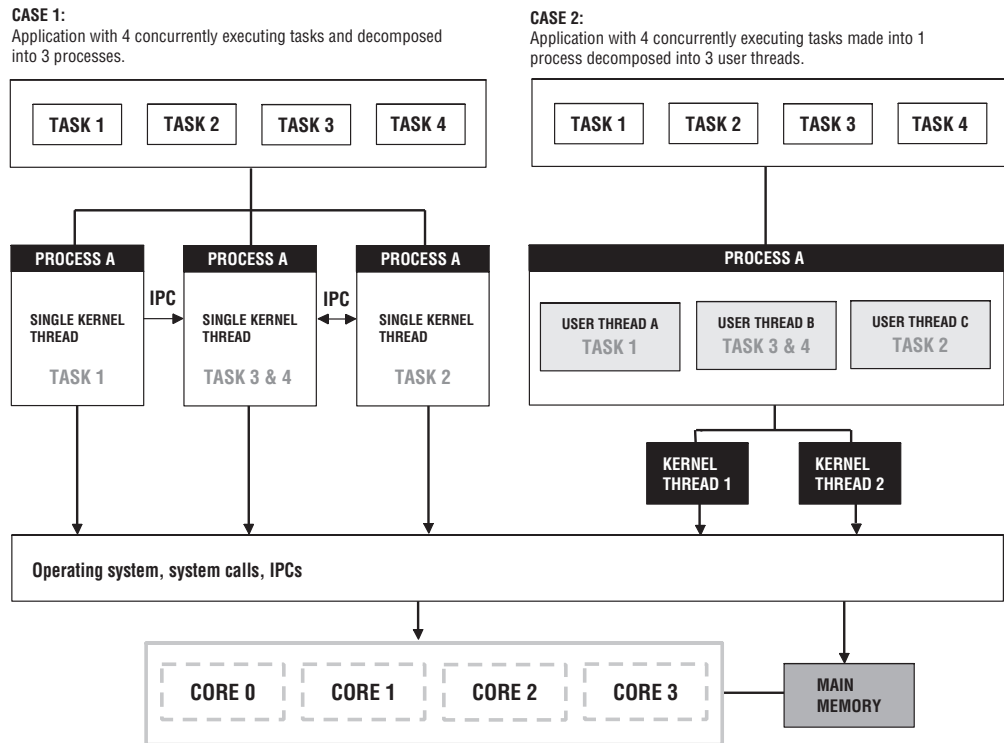 CASE 1:
Application with 4 concurrently executing tasks and decomposed
into 3 processes.
TASK 1
TASK 2
TASK 3
TASK 4
PROCESS A
SINGLE KERNEL
THREAD
TASK 1
IPC
PROCESS A
SINGLE KERNEL
THREAD
TASK 3 & 4
IPC
PROCESS A
SINGLE KERNEL
THREAD
TASK 2
CASE 2:
Application with 4 concurrently executing tasks made into 1
process decomposed into 3 user threads.
TASK 1
TASK 2
TASK 3
TASK 4
PROCESS A
USER THREAD A
TASK 1
USER THREAD B
TASK 3 & 4
USER THREAD C
TASK 2
KERNEL
THREAD 1
KERNEL
THREAD 2
Operating system, system calls, IPCs
CORE 0
CORE 1
CORE 2
CORE 3
MAIN
MEMORY